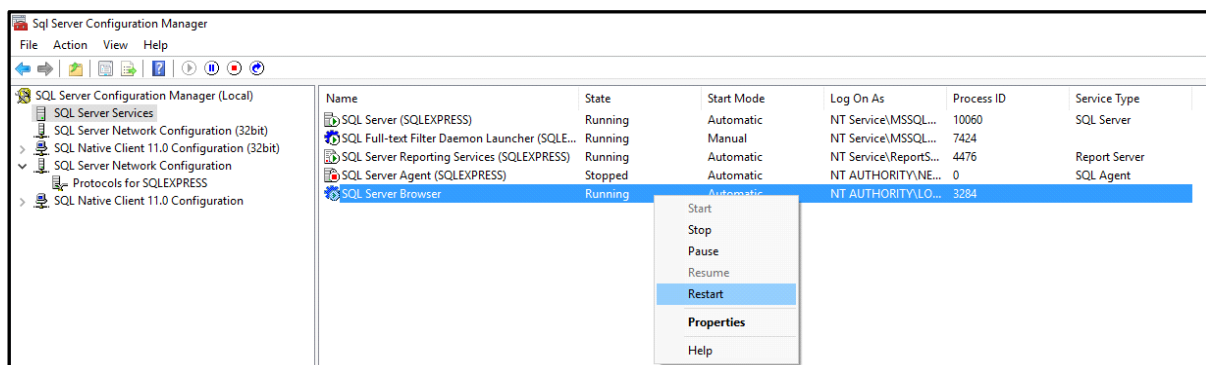 Sql Server Configuration Manager
File Action View Help
SQL Server Configuration Manager (Local)
SQL Server Services
SQL Server Network Configuration (32bit)
SQL Native Client 11.0 Configuration (32bit)
SQL Server Network Configuration
Protocols for SQLEXPRESS
SQL Native Client 11.0 Configuration
Name State Start Mode Log On As Process ID Service Type
SQL Server (SQLEXPRESS) Running Automatic NT Service\MSSQL... 10060 SQL Server
SQL Full-text Filter Daemon Launcher (SQLE... Running Manual NT Service\MSSQL... 7424
SQL Server Reporting Services (SQLEXPRESS) Running Automatic NT Service\ReportS... 4476 Report Server
SQL Server Agent (SQLEXPRESS) Stopped Automatic NT AUTHORITY\NE... 0 SQL Agent
SQL Server Browser Running Automatic NT AUTHORITY\LO... 3284
Start
Stop
Pause
Resume
Restart
Properties
Help